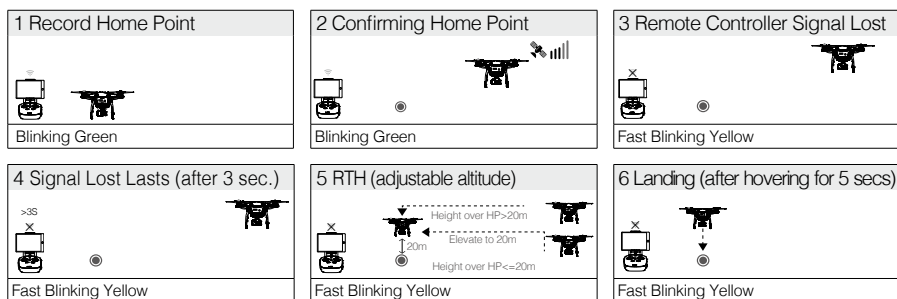 1 Record Home Point
Blinking Green
2 Confirming Home Point
Blinking Green
3 Remote Controller Signal Lost
Fast Blinking Yellow
4 Signal Lost Lasts (after 3 sec.)
>3S
Fast Blinking Yellow
5 RTH (adjustable altitude)
Height over HP>20m
Elevate to 20m
20m
Height over HP<=20m
Fast Blinking Yellow
6 Landing (after hovering for 5 secs)
Fast Blinking Yellow